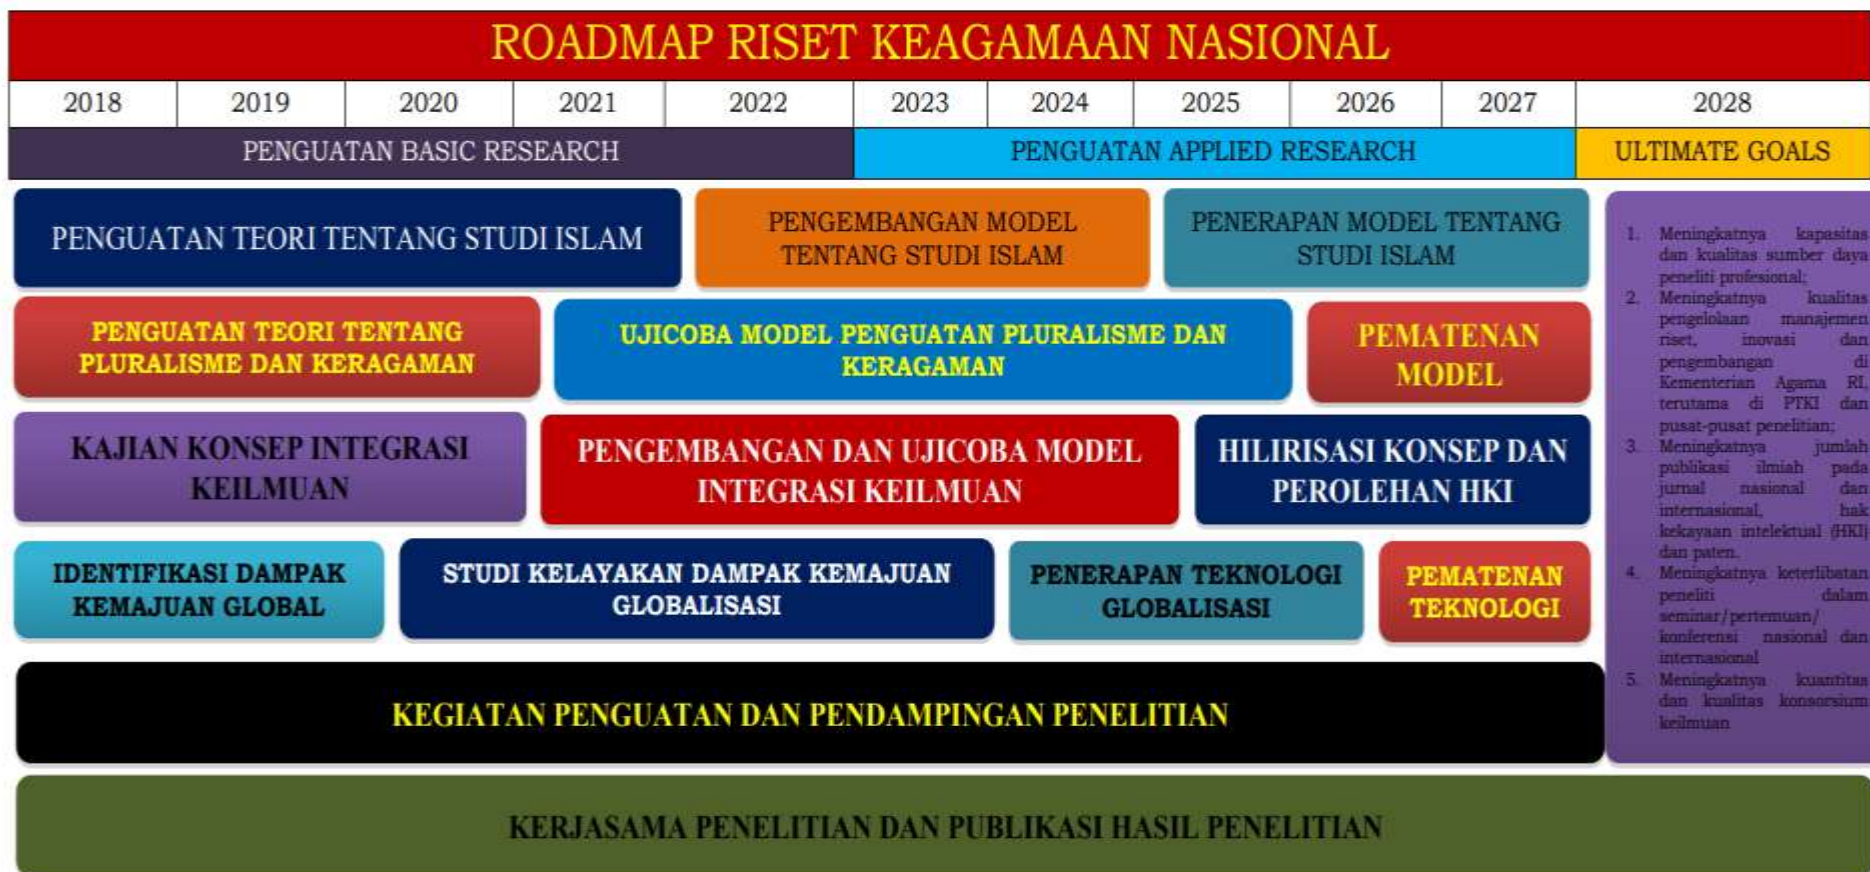 ROADMAP RISET KEAGAMAAN NASIONAL
2018 2019 2020 2021 2022 2023 2024 2025 2026 2027 2028
PENGUATAN BASIC RESEARCH PENGUATAN APPLIED RESEARCH ULTIMATE GOALS
PENGUATAN TEORI TENTANG STUDI ISLAM
PENGEMBANGAN MODEL
TENTANG STUDI ISLAM
PENERAPAN MODEL TENTANG
STUDI ISLAM
PENGUATAN TEORI TENTANG
PLURALISME DAN KERAGAMAN
UJICOBA MODEL PENGUATAN PLURALISME DAN
KERAGAMAN
PEMATENAN
MODEL
KAJIAN KONSEP INTEGRASI
KEILMUAN
PENGEMBANGAN DAN UJICOBA MODEL
INTEGRASI KEILMUAN
HILIRISASI KONSEP DAN
PEROLEHAN HKI
IDENTIFIKASI DAMPAK
KEMAJUAN GLOBAL
STUDI KELAYAKAN DAMPAK KEMAJUAN
GLOBALISASI
PENERAPAN TEKNOLOGI
GLOBALISASI
PEMATENAN
TEKNOLOGI
KEGIATAN PENGUATAN DAN PENDAMPINGAN PENELITIAN
KERJASAMA PENELITIAN DAN PUBLIKASI HASIL PENELITIAN
1. Meningkatnya kapasitas
dan kualitas sumber daya
peneliti profesional;
2. Meningkatnya kualitas
pengelolaan manajemen
riset, inovasi dan
pengembangan di
Kementerian Agama RI,
terutama di PTKI dan
pusat-pusat penelitian;
3. Meningkatnya jumlah
publikasi ilmiah pada
jurnal nasional dan
internasional, hak
kekayaan intelektual (HKI)
dan paten.
4. Meningkatnya keterlibatan
peneliti dalam
seminar/pertemuan/
konferensi nasional dan
internasional
5. Meningkatnya kuantitas
dan kualitas konsorsium
keilmuan